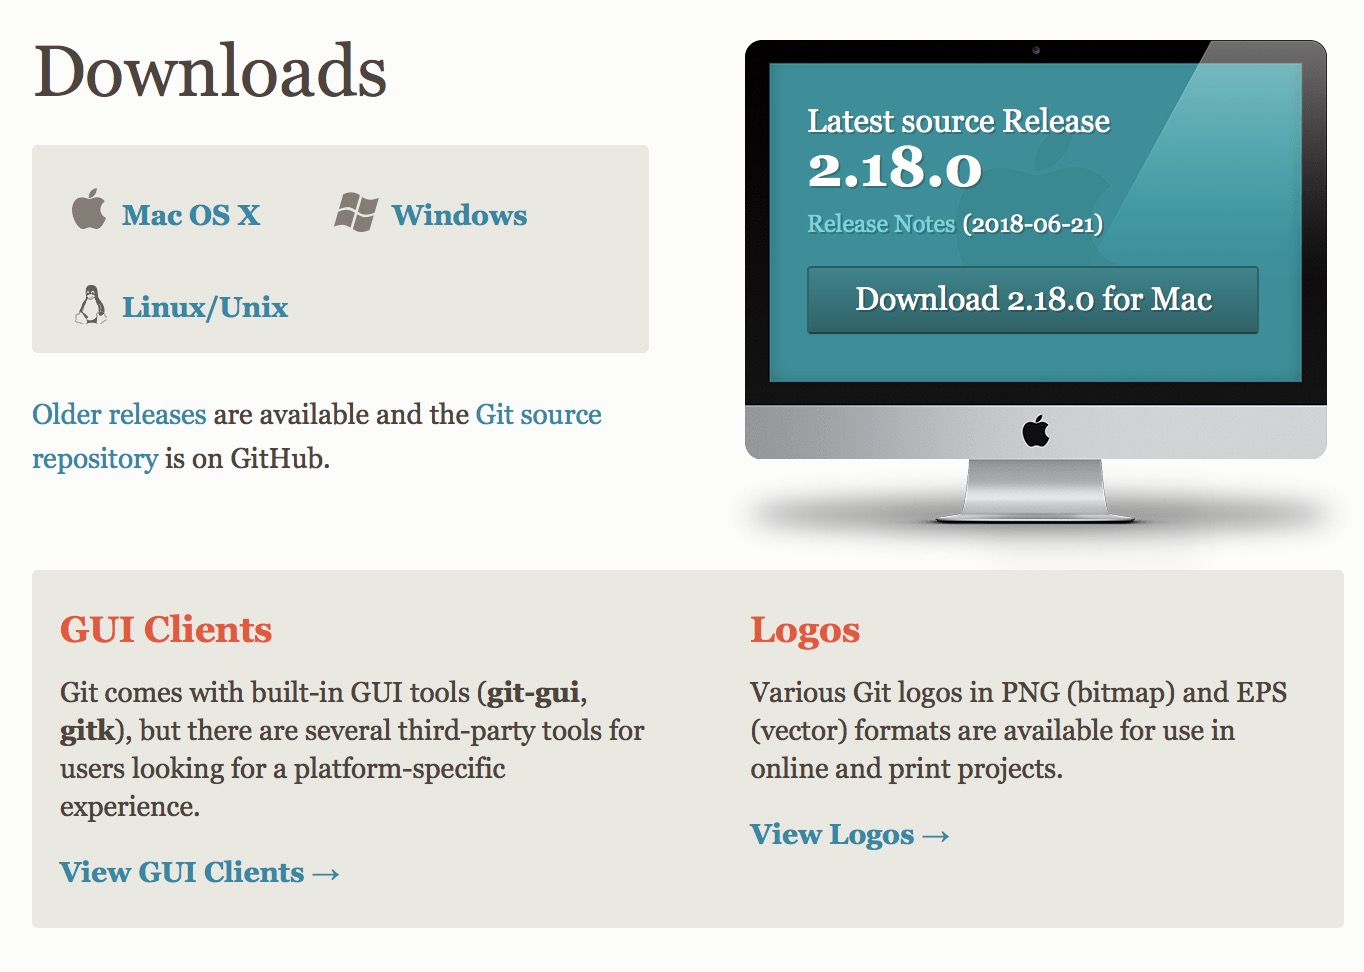 Downloads
Mac OS X
Windows
Linux/Unix
Older releases are available and the Git source
repository is on GitHub.
Latest source Release
2.18.0
Release Notes (2018-06-21)
Download 2.18.0 for Mac
GUI Clients
Git comes with built-in GUI tools (git-gui,
gitk), but there are several third-party tools for
users looking for a platform-specific
experience.
View GUI Clients →
Logos
Various Git logos in PNG (bitmap) and EPS
(vector) formats are available for use in
online and print projects.
View Logos →